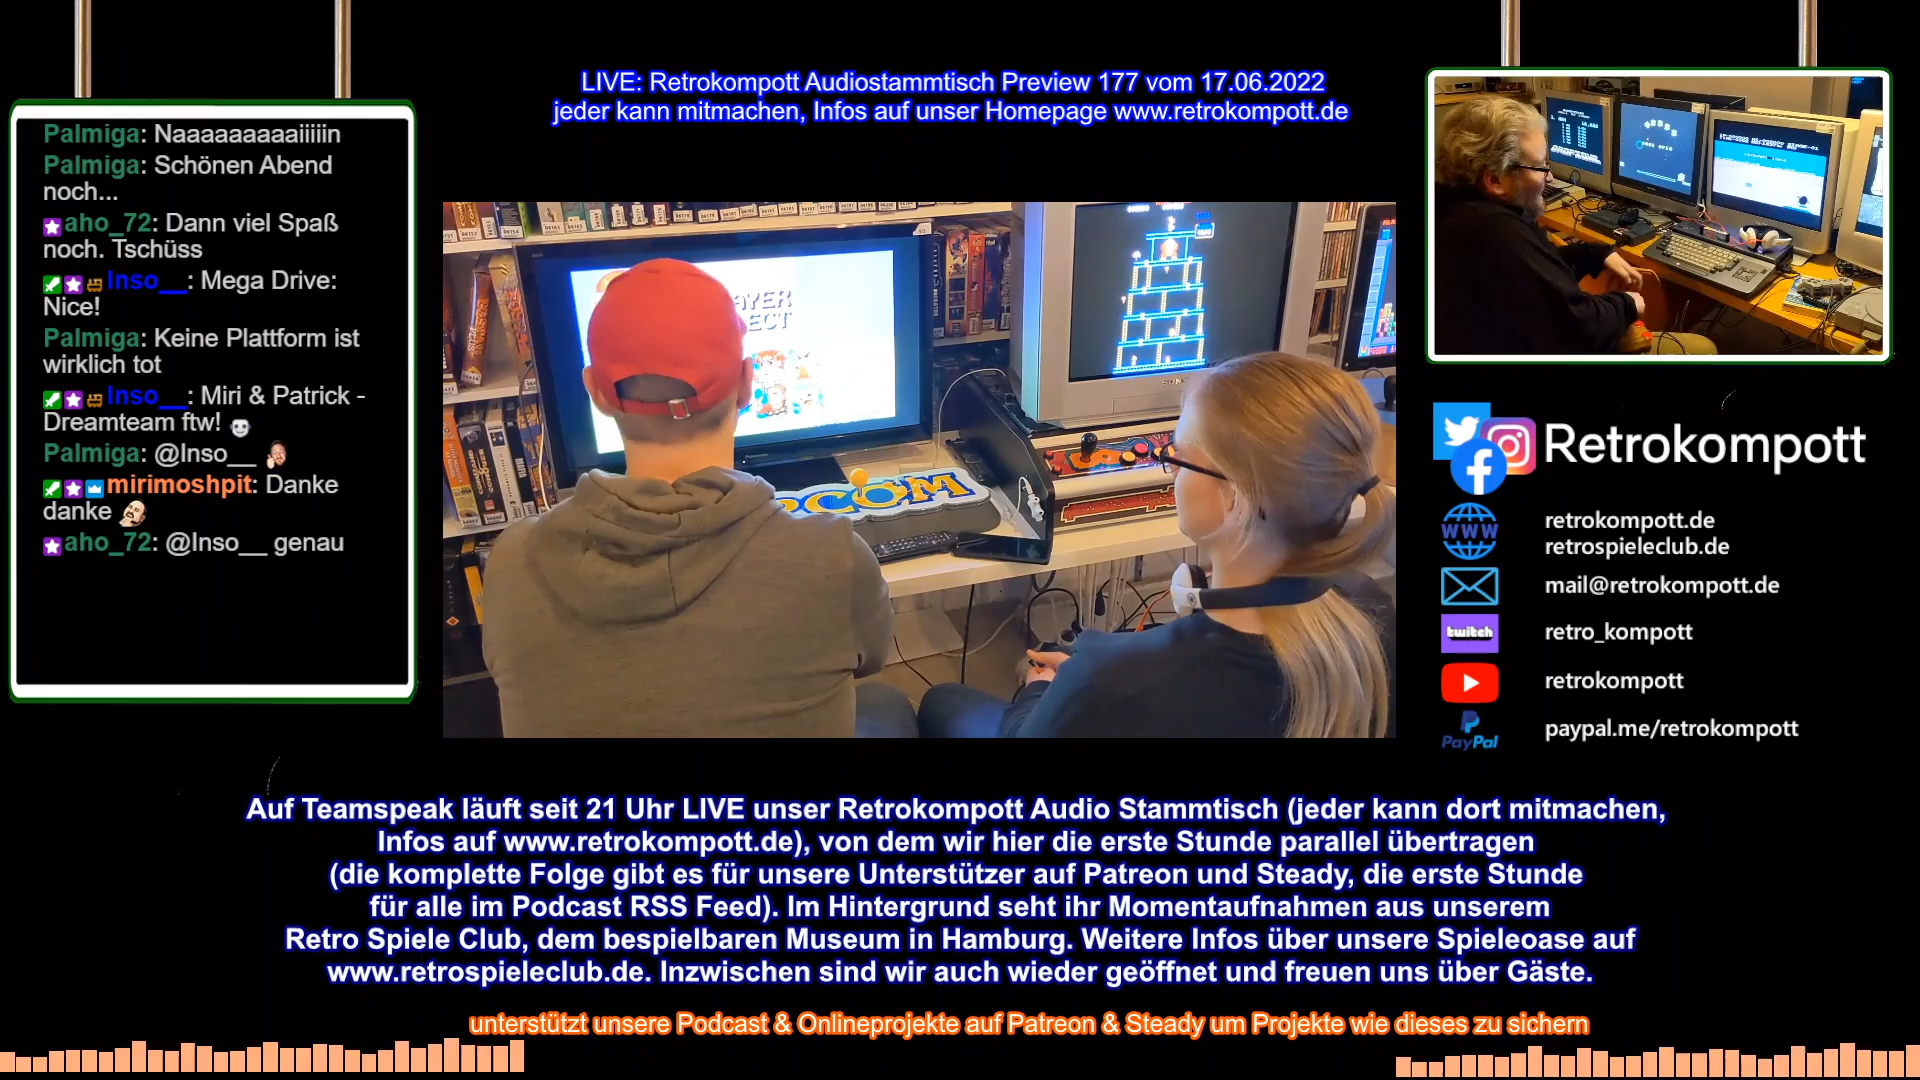 LIVE: Retrokompott Audiostammtisch Preview 177 vom 17.06.2022
jeder kann mitmachen, Infos auf unser Homepage www.retrokompott.de
Palmiga: Naaaaaaaaaaiiiiin
Palmiga: Schönen Abend
noch...
aho_72: Dann viel Spaß
noch. Tschüss
Inso__: Mega Drive:
Nice!
Palmiga: Keine Plattform ist
wirklich tot
Inso__: Miri & Patrick -
Dreamteam ftw!
Palmiga: @Inso__
mirimoshpit: Danke
danke
aho_72: @Inso__ genau
SONY
Retrokompott
www
retrokompott.de
retrospieleclub.de
mail@retrokompott.de
twitch
retro_kompott
retrokompott
PayPal
paypal.me/retrokompott
Auf Teamspeak läuft seit 21 Uhr LIVE unser Retrokompott Audio Stammtisch (jeder kann dort mitmachen,
Infos auf www.retrokompott.de), von dem wir hier die erste Stunde parallel übertragen
(die komplette Folge gibt es für unsere Unterstützer auf Patreon und Steady, die erste Stunde
für alle im Podcast RSS Feed). Im Hintergrund seht ihr Momentaufnahmen aus unserem
Retro Spiele Club, dem bespielbaren Museum in Hamburg. Weitere Infos über unsere Spieleoase auf
www.retrospieleclub.de. Inzwischen sind wir auch wieder geöffnet und freuen uns über Gäste.
unterstützt unsere Podcast & Onlineprojekte auf Patreon & Steady um Projekte wie dieses zu sichern